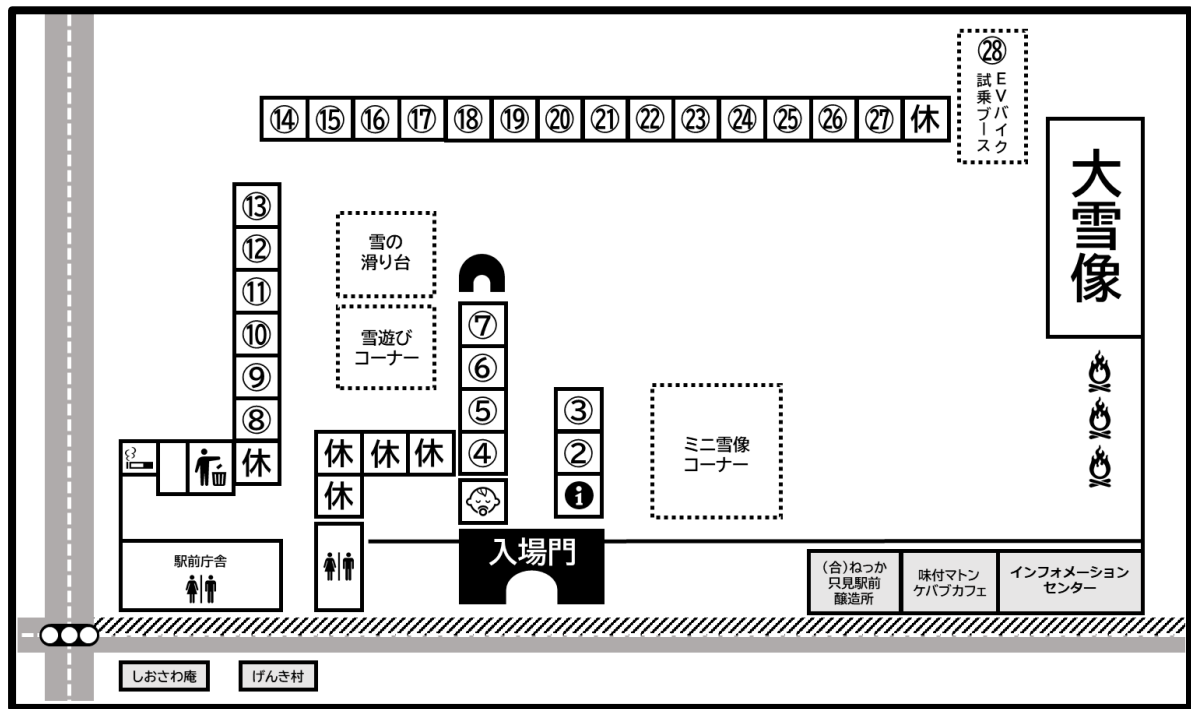 ㉘
EVバイク
試乗ブース
⑭ ⑮ ⑯ ⑰ ⑱ ⑲ ⑳ ㉑ ㉒ ㉓ ㉔ ㉕ ㉖ ㉗ 休
大雪像
⑬
⑫
⑪
⑩
⑨
⑧
休
雪の
滑り台
雪遊び
コーナー
⑦
⑥
⑤
④
③
②
休 休 休
休
ミニ雪像
コーナー
入場門
駅前庁舎
(合)ねっか
只見駅前
醸造所
味付マトン
ケバブカフェ
インフォメーション
センター
しおさわ庵
げんき村